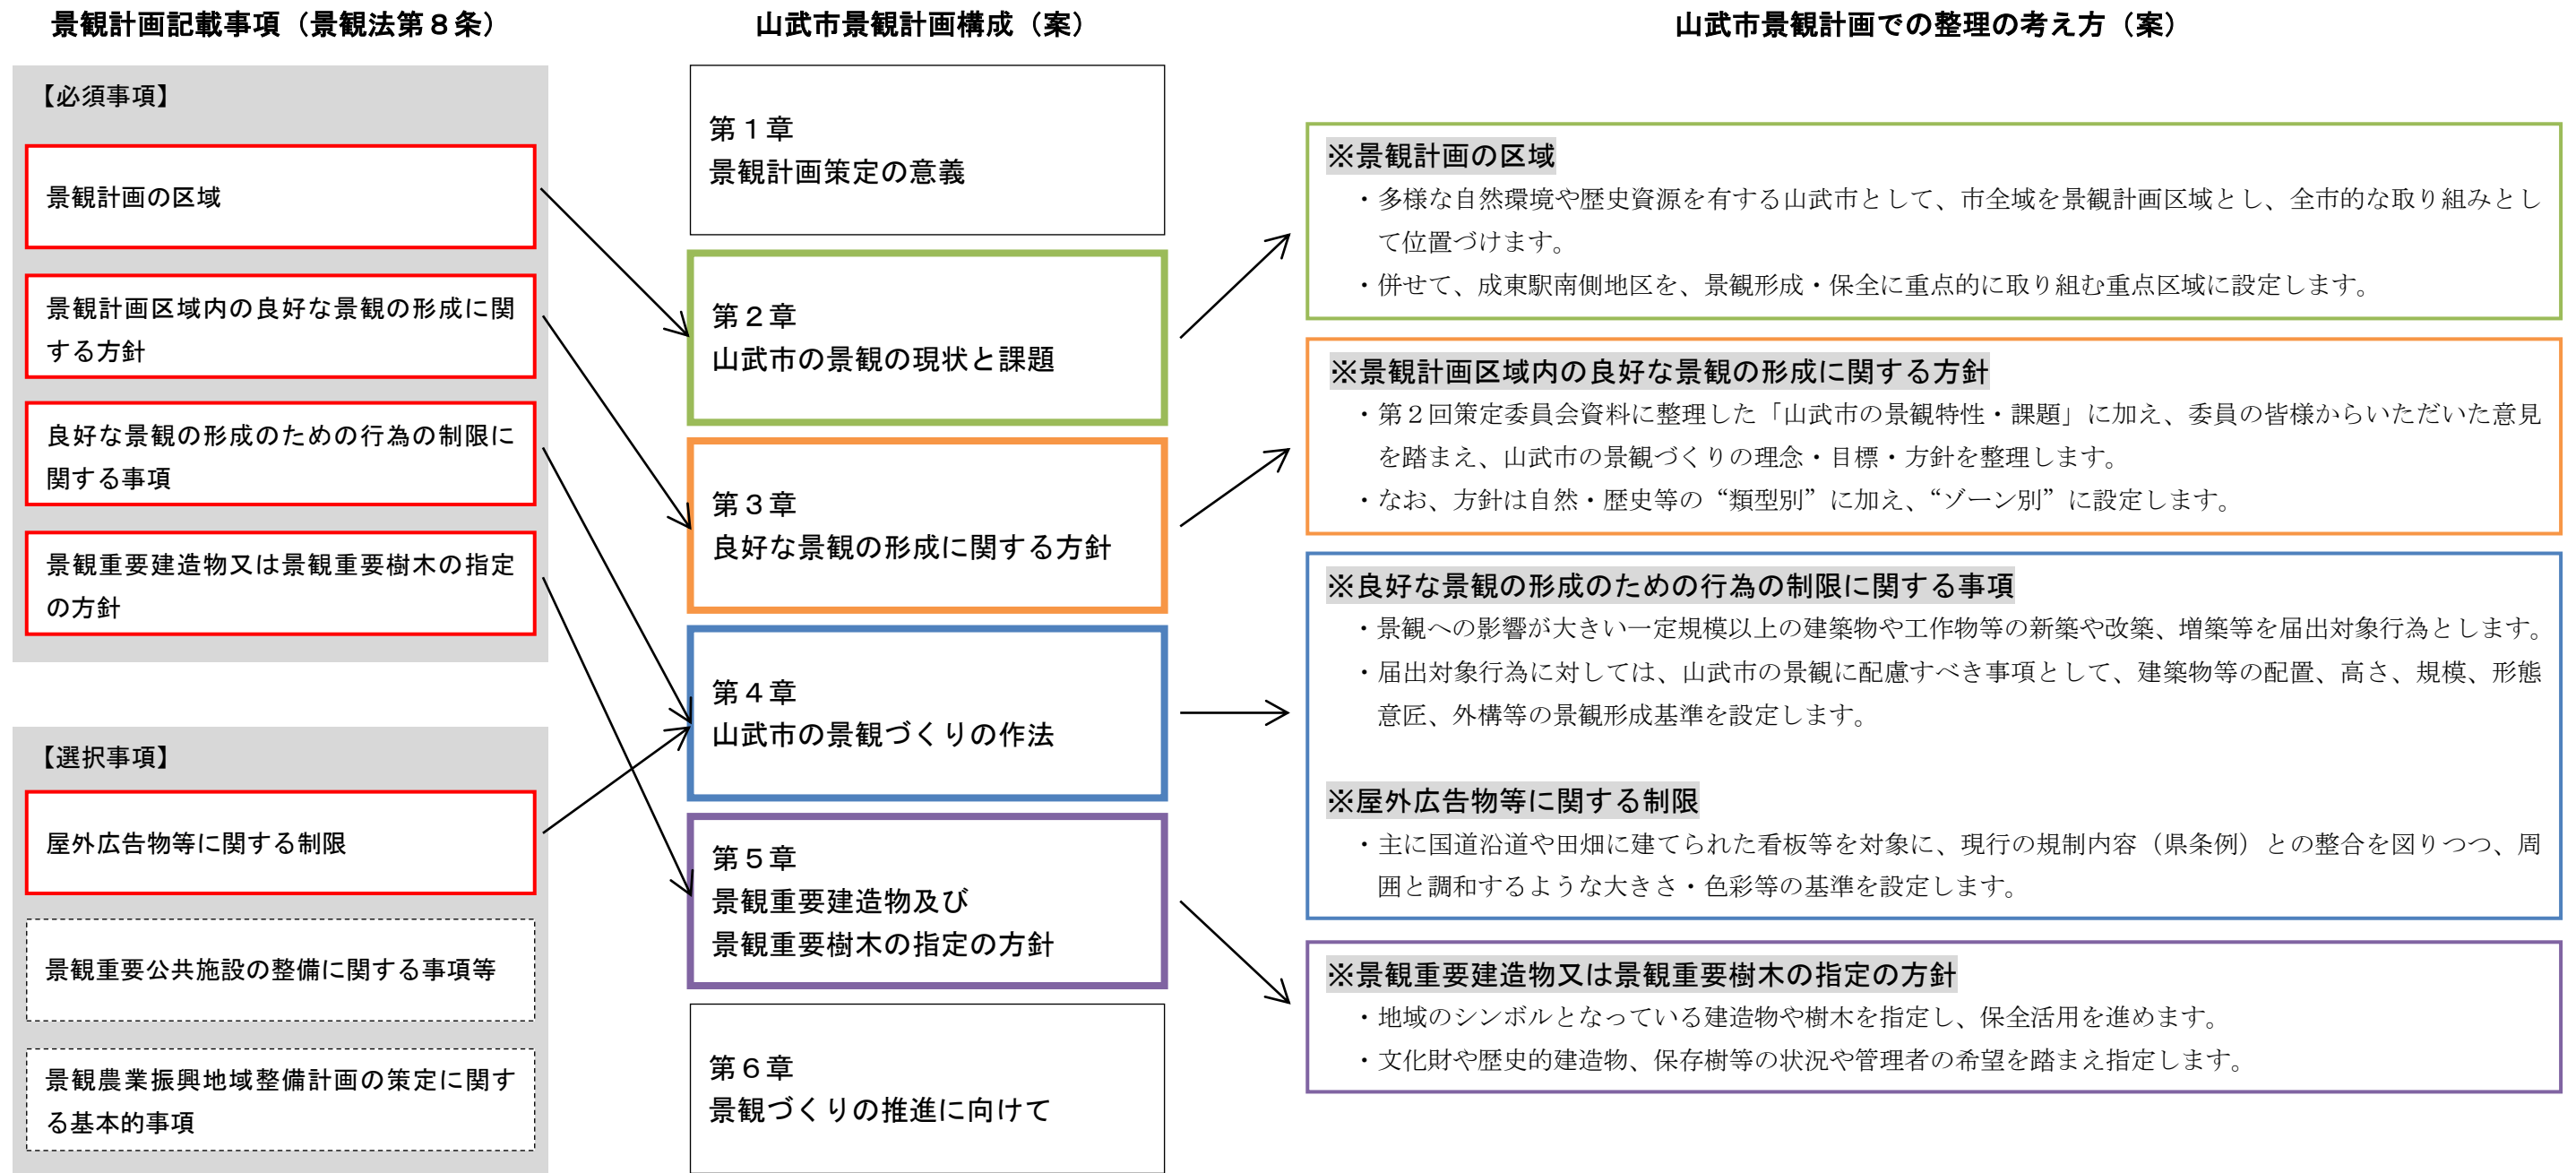 景観計画記載事項（景観法第８条）
【必須事項】
景観計画の区域
景観計画区域内の良好な景観の形成に関
する方針
良好な景観の形成のための行為の制限に
関する事項
景観重要建造物又は景観重要樹木の指定
の方針
【選択事項】
屋外広告物等に関する制限
景観重要公共施設の整備に関する事項等
景観農業振興地域整備計画の策定に関す
る基本的事項
山武市景観計画構成（案）
第１章
景観計画策定の意義
第２章
山武市の景観の現状と課題
第３章
良好な景観の形成に関する方針
第４章
山武市の景観づくりの作法
第５章
景観重要建造物及び
景観重要樹木の指定の方針
第６章
景観づくりの推進に向けて
山武市景観計画での整理の考え方（案）
※景観計画の区域
・多様な自然環境や歴史資源を有する山武市として、市全域を景観計画区域とし、全市的な取り組みとし
て位置づけます。
・併せて、成東駅南側地区を、景観形成・保全に重点的に取り組む重点区域に設定します。
※景観計画区域内の良好な景観の形成に関する方針
・第２回策定委員会資料に整理した「山武市の景観特性・課題」に加え、委員の皆様からいただいた意見
を踏まえ、山武市の景観づくりの理念・目標・方針を整理します。
・なお、方針は自然・歴史等の“類型別”に加え、“ゾーン別”に設定します。
※良好な景観の形成のための行為の制限に関する事項
・景観への影響が大きい一定規模以上の建築物や工作物等の新築や改築、増築等を届出対象行為とします。
・届出対象行為に対しては、山武市の景観に配慮すべき事項として、建築物等の配置、高さ、規模、形態
意匠、外構等の景観形成基準を設定します。
※屋外広告物等に関する制限
・主に国道沿道や田畑に建てられた看板等を対象に、現行の規制内容（県条例）との整合を図りつつ、周
囲と調和するような大きさ・色彩等の基準を設定します。
※景観重要建造物又は景観重要樹木の指定の方針
・地域のシンボルとなっている建造物や樹木を指定し、保全活用を進めます。
・文化財や歴史的建造物、保存樹等の状況や管理者の希望を踏まえ指定します。